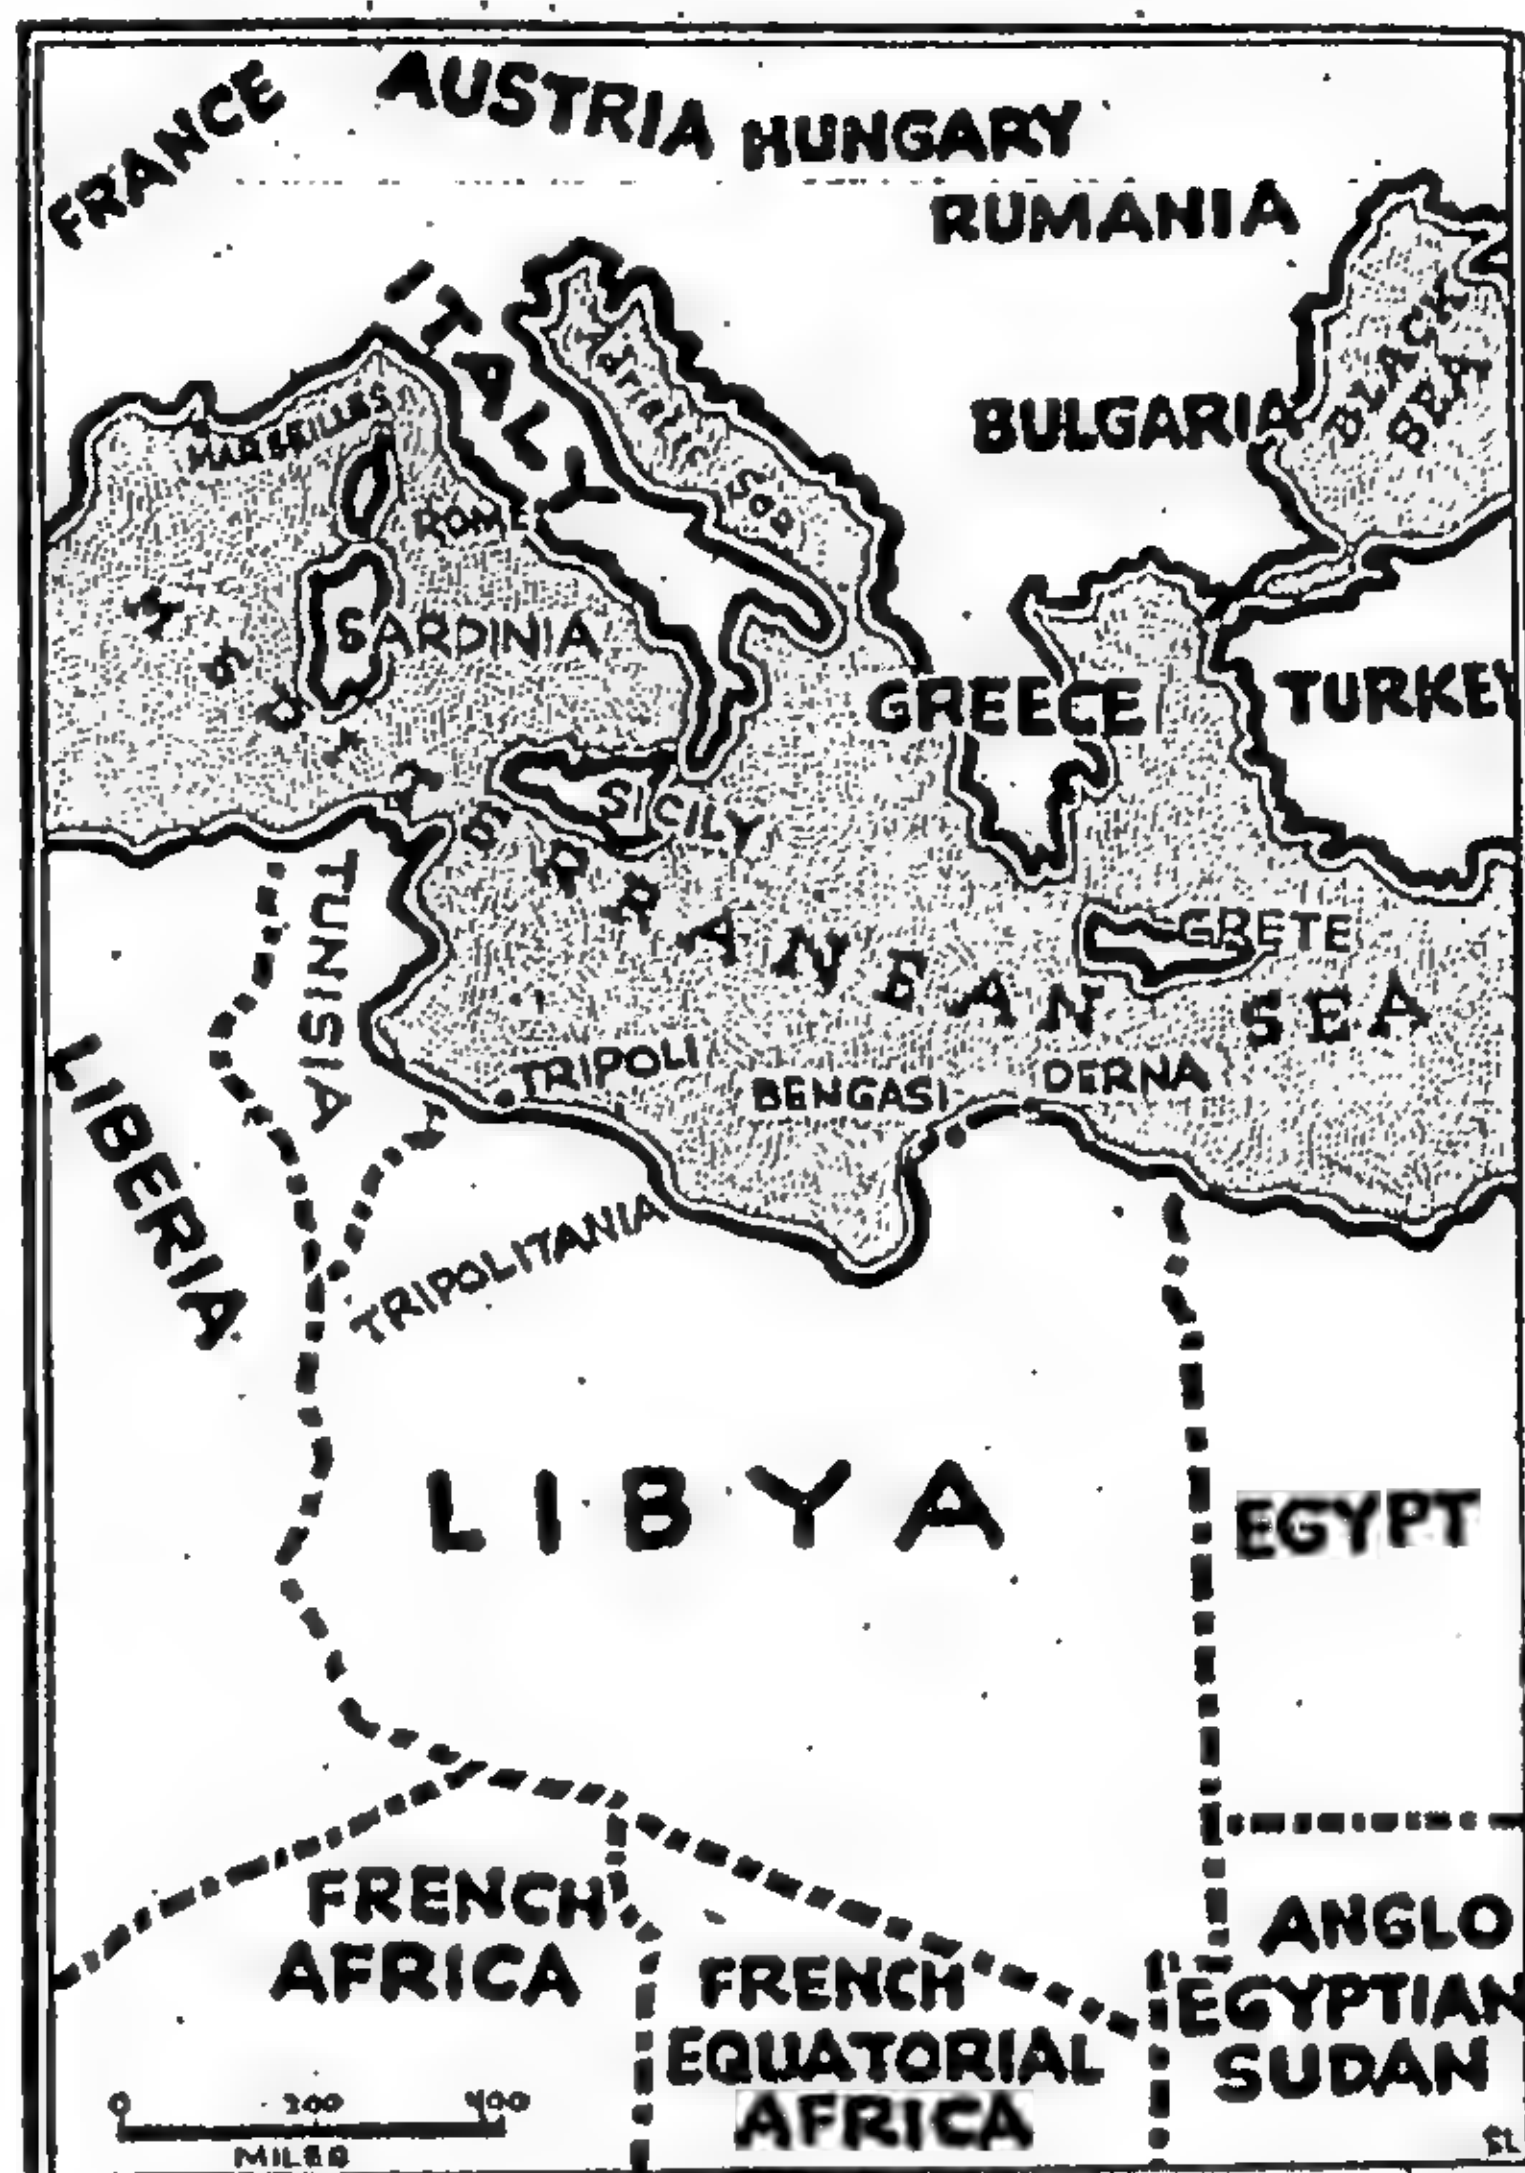 FRANCE
AUSTRIA HUNGARY
RUMANIA
ITALY
Adriatic Sea
BLACK
SEA
MARSEILLES
BULGARIA
ROME
SARDINIA
GREECE
TURKEY
SICILY
TUNISIA
CRETE
MEDITERRANEAN SEA
LIBERIA
TRIPOLI
BENGASI
DERNA
TRIPOLITANIA
LIBYA
EGYPT
FRENCH
AFRICA
FRENCH
EQUATORIAL
AFRICA
ANGLO
EGYPTIAN
SUDAN
0 200 400
MILES